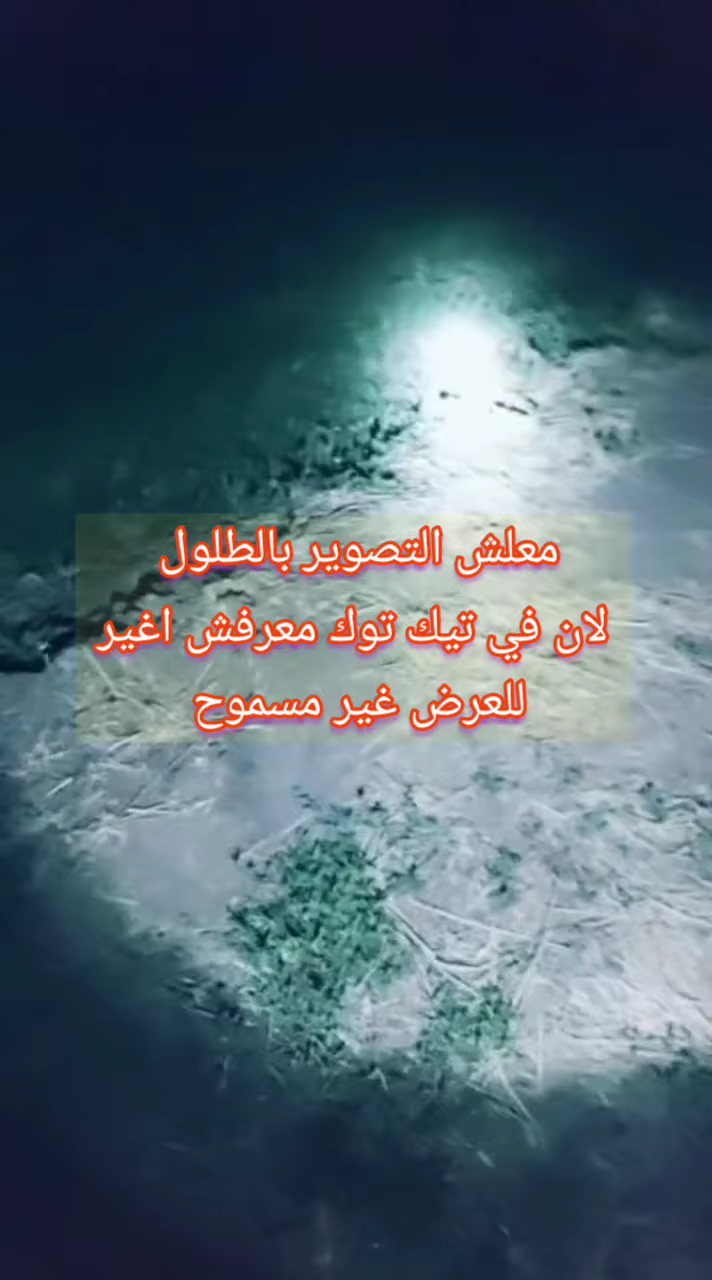 معلش التصوير بالطلول
لان في تيك توك معرفش اغير
للعرض غير مسموح